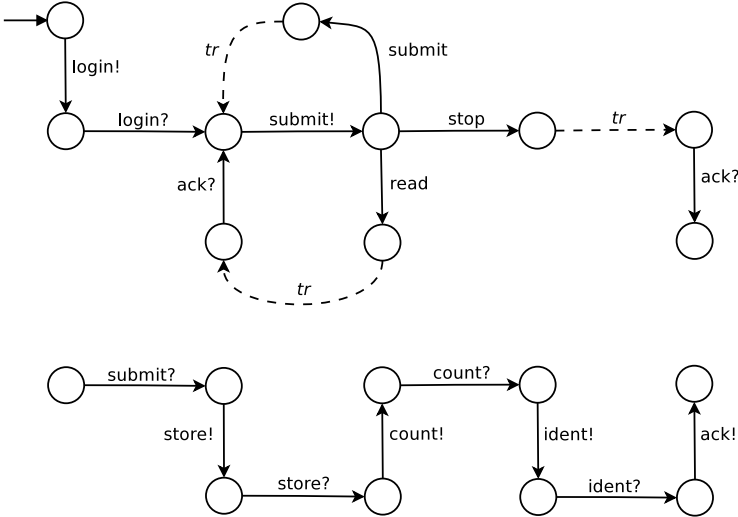 submit
tr
login!
login?
submit!
stop
tr
ack?
read
ack?
tr
submit?
count?
store!
count!
ident!
ack!
store?
ident?